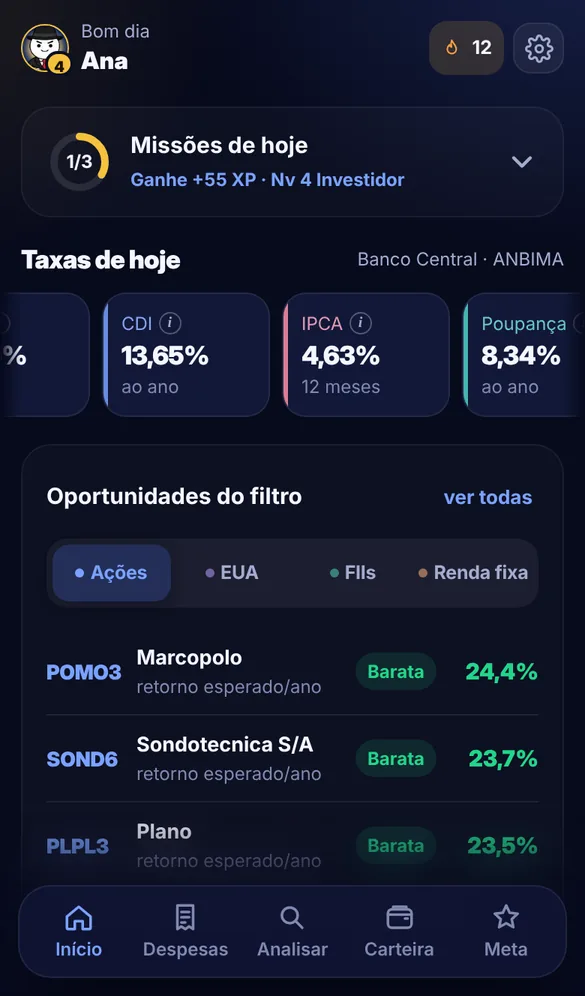 Bom dia
Ana
4
12
1/3
Missões de hoje
Ganhe +55 XP · Nv 4 Investidor
Taxas de hoje
Banco Central · ANBIMA
%
CDI i
13,65%
ao ano
IPCA i
4,63%
12 meses
Poupança
8,34%
ao ano
Oportunidades do filtro
ver todas
Ações
EUA
FIIs
Renda fixa
POMO3
Marcopolo
retorno esperado/ano
Barata
24,4%
SOND6
Sondotecnica S/A
retorno esperado/ano
Barata
23,7%
PLPL3
Plano
retorno esperado/ano
Barata
23,5%
Início
Despesas
Analisar
Carteira
Meta